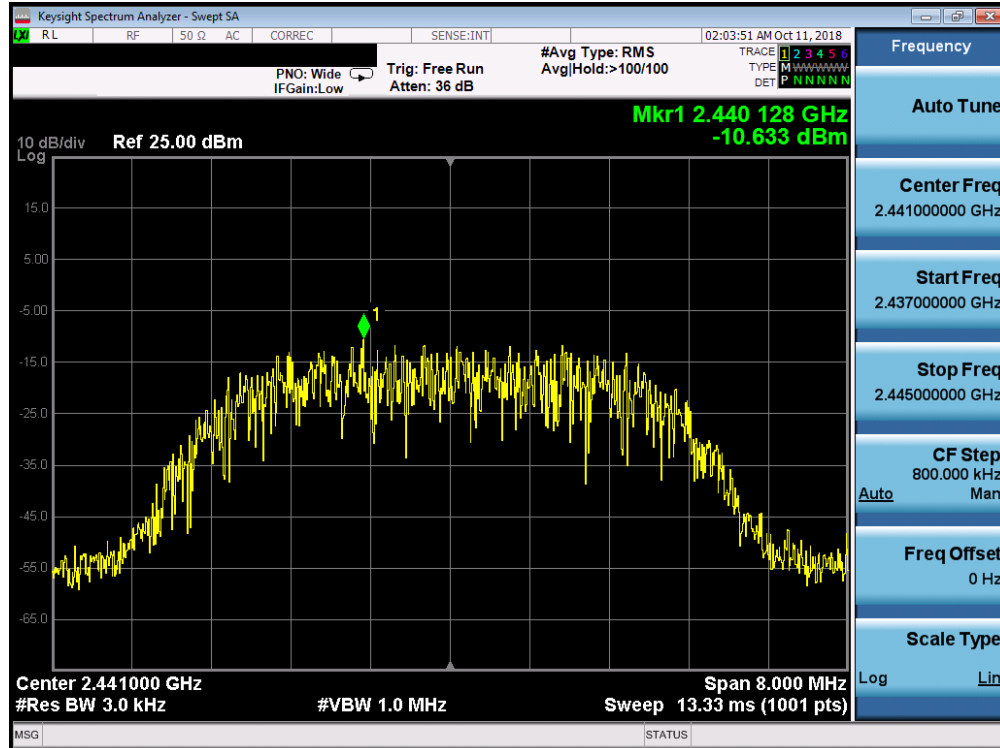 Keysight Spectrum Analyzer - Swept SA
LXI RL RF 50 Ω AC CORREC SENSE:INT 02:03:51 AM Oct 11, 2018
Frequency
PNO: Wide Trig: Free Run #Avg Type: RMS TRACE 1 2 3 4 5 6
IFGain:Low Atten: 36 dB Avg|Hold:>100/100 TYPE M WWWWW
DET P N N N N N
Auto Tune
Mkr1 2.440 128 GHz
-10.633 dBm
10 dB/div Ref 25.00 dBm
Log
15.0
5.00
-5.00
-15.0
-25.0
-35.0
-45.0
-55.0
-65.0
1
Center Freq
2.441000000 GHz
Start Freq
2.437000000 GHz
Stop Freq
2.445000000 GHz
CF Step
800.000 kHz
Auto Man
Freq Offset
0 Hz
Scale Type
Log Lin
Center 2.441000 GHz Span 8.000 MHz
#Res BW 3.0 kHz #VBW 1.0 MHz Sweep 13.33 ms (1001 pts)
MSG STATUS